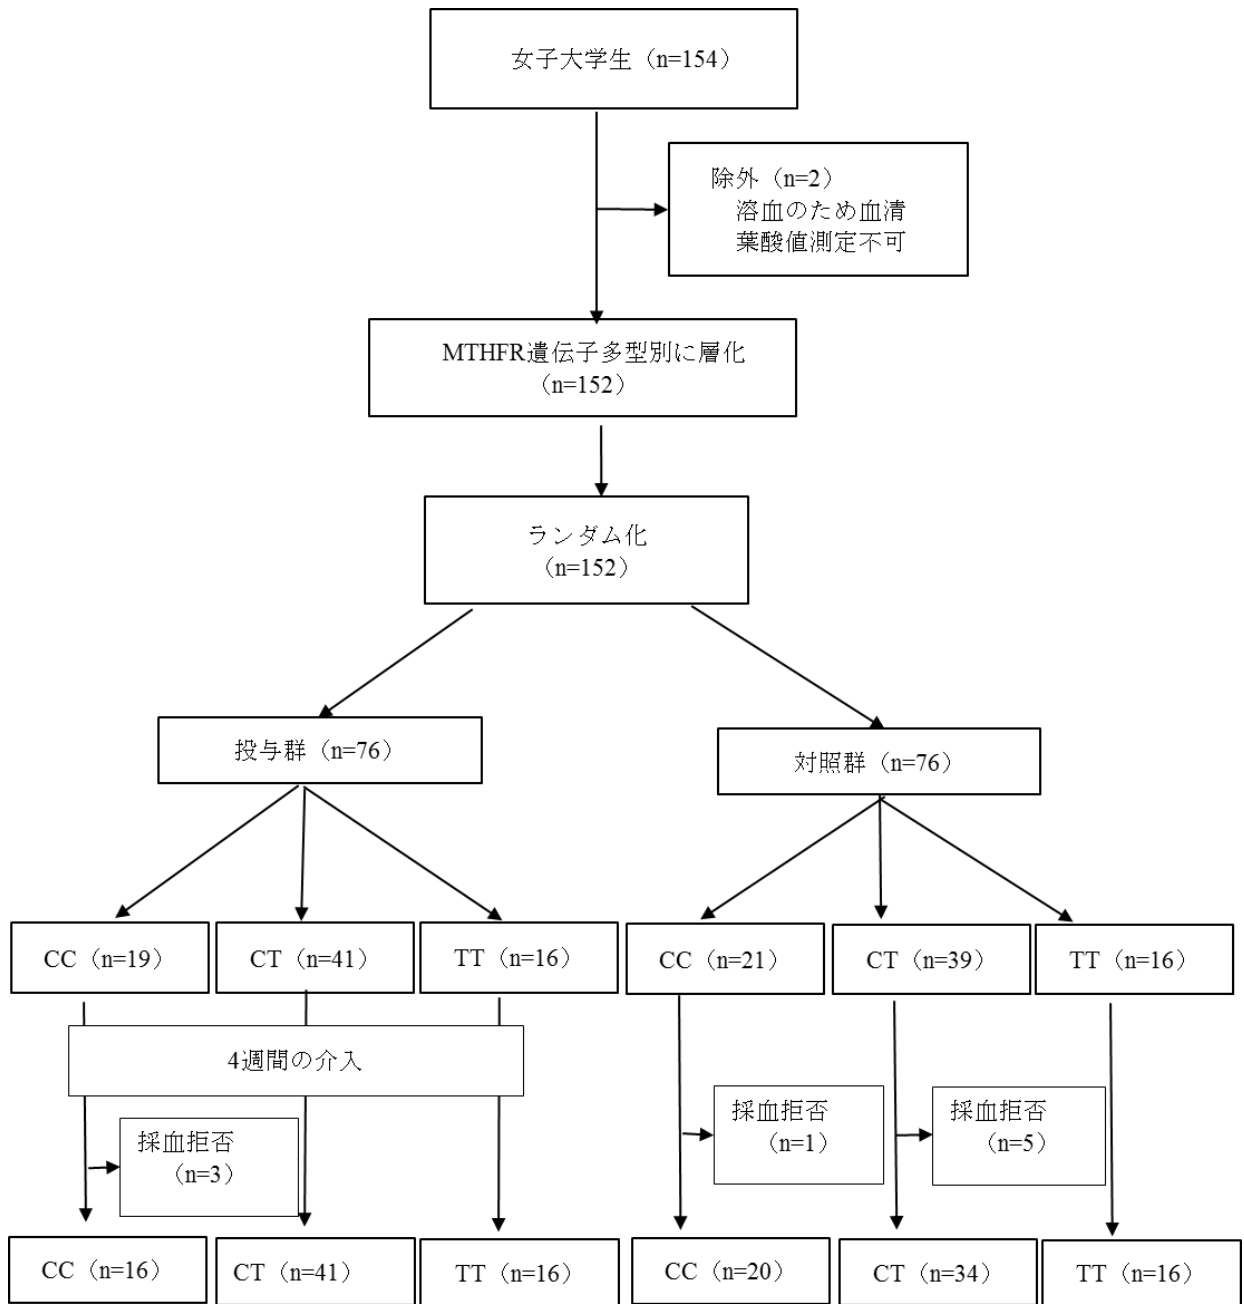 女子大学生（n=154）
除外（n=2）
溶血のため血清
葉酸値測定不可
MTHFR遺伝子多型別に層化
（n=152）
ランダム化
（n=152）
投与群（n=76）
対照群（n=76）
CC（n=19）
CT（n=41）
TT（n=16）
CC（n=21）
CT（n=39）
TT（n=16）
4週間の介入
採血拒否
（n=3）
採血拒否
（n=1）
採血拒否
（n=5）
CC（n=16）
CT（n=41）
TT（n=16）
CC（n=20）
CT（n=34）
TT（n=16）